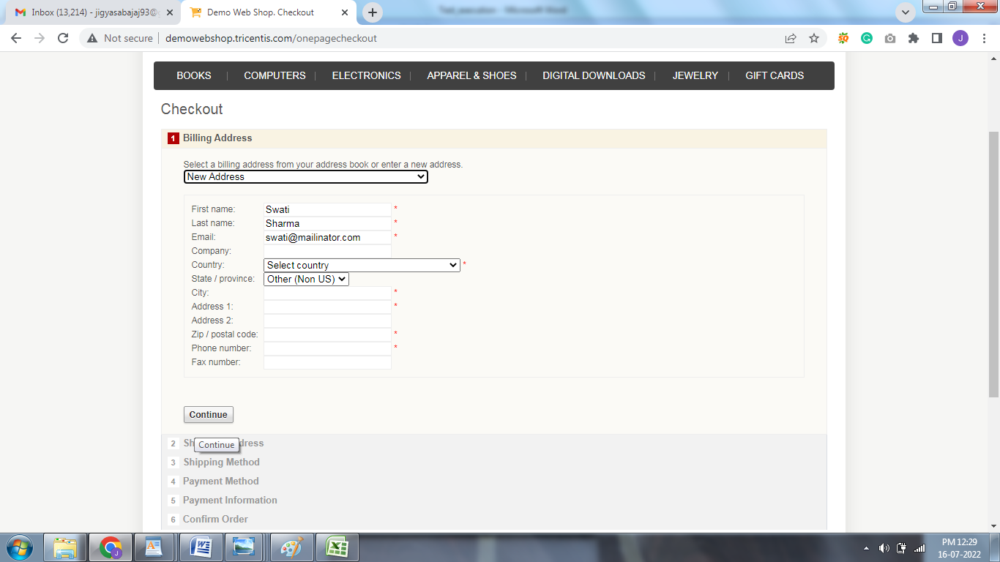 Inbox (13,214) - jigyasabajaj93@
Demo Web Shop. Checkout
Test_execution - Microsoft Word
Not secure
demowebshop.tricentis.com/onepagecheckout
J
BOOKS
COMPUTERS
ELECTRONICS
APPAREL & SHOES
DIGITAL DOWNLOADS
JEWELRY
GIFT CARDS
Checkout
1 Billing Address
Select a billing address from your address book or enter a new address.
New Address
First name: Swati *
Last name: Sharma *
Email: swati@mailinator.com *
Company:
Country: Select country *
State / province: Other (Non US)
City: *
Address 1: *
Address 2:
Zip / postal code: *
Phone number: *
Fax number:
Continue
2 Sh dress
Continue
3 Shipping Method
4 Payment Method
5 Payment Information
6 Confirm Order
PM 12:29
16-07-2022